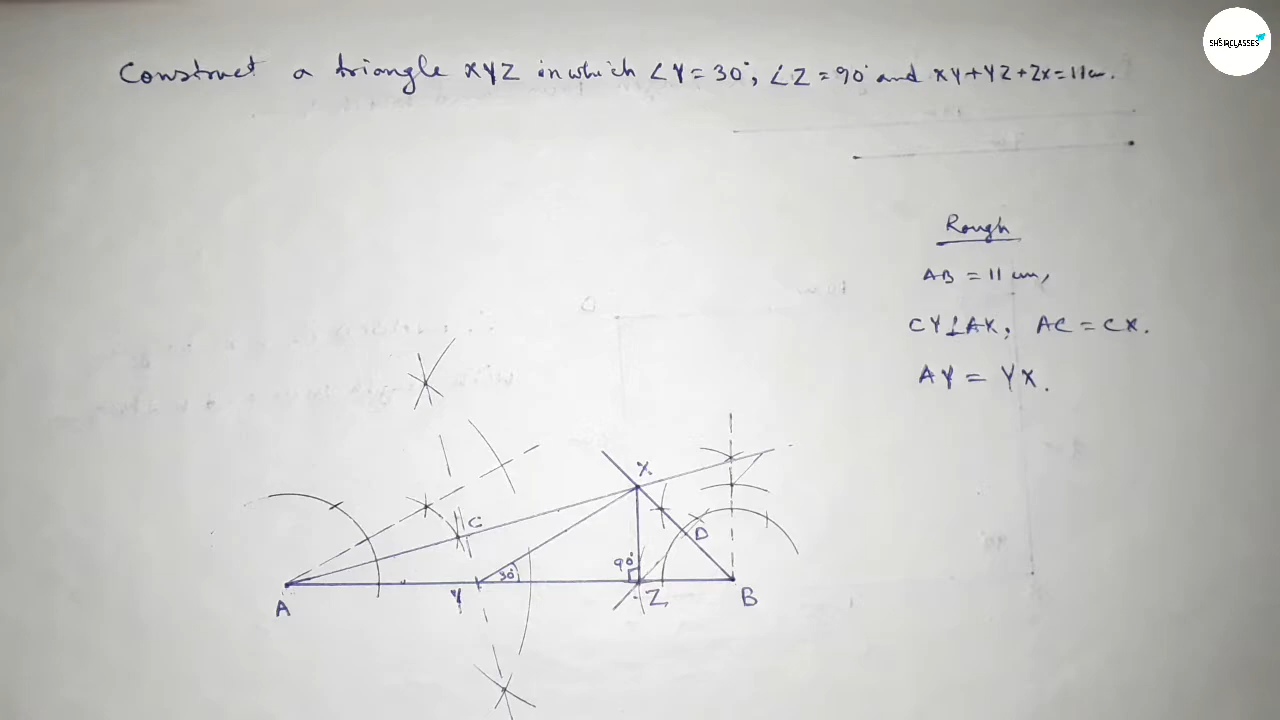 SHSIRCLASSES
Construct a triangle XYZ in which ∠Y = 30°, ∠Z = 90° and XY+YZ+ZX = 11cm.
Rough
AB = 11 cm,
CY⊥AX, AC = CX.
AY = YX.
X
C
D
90°
30°
A
Y
Z
B